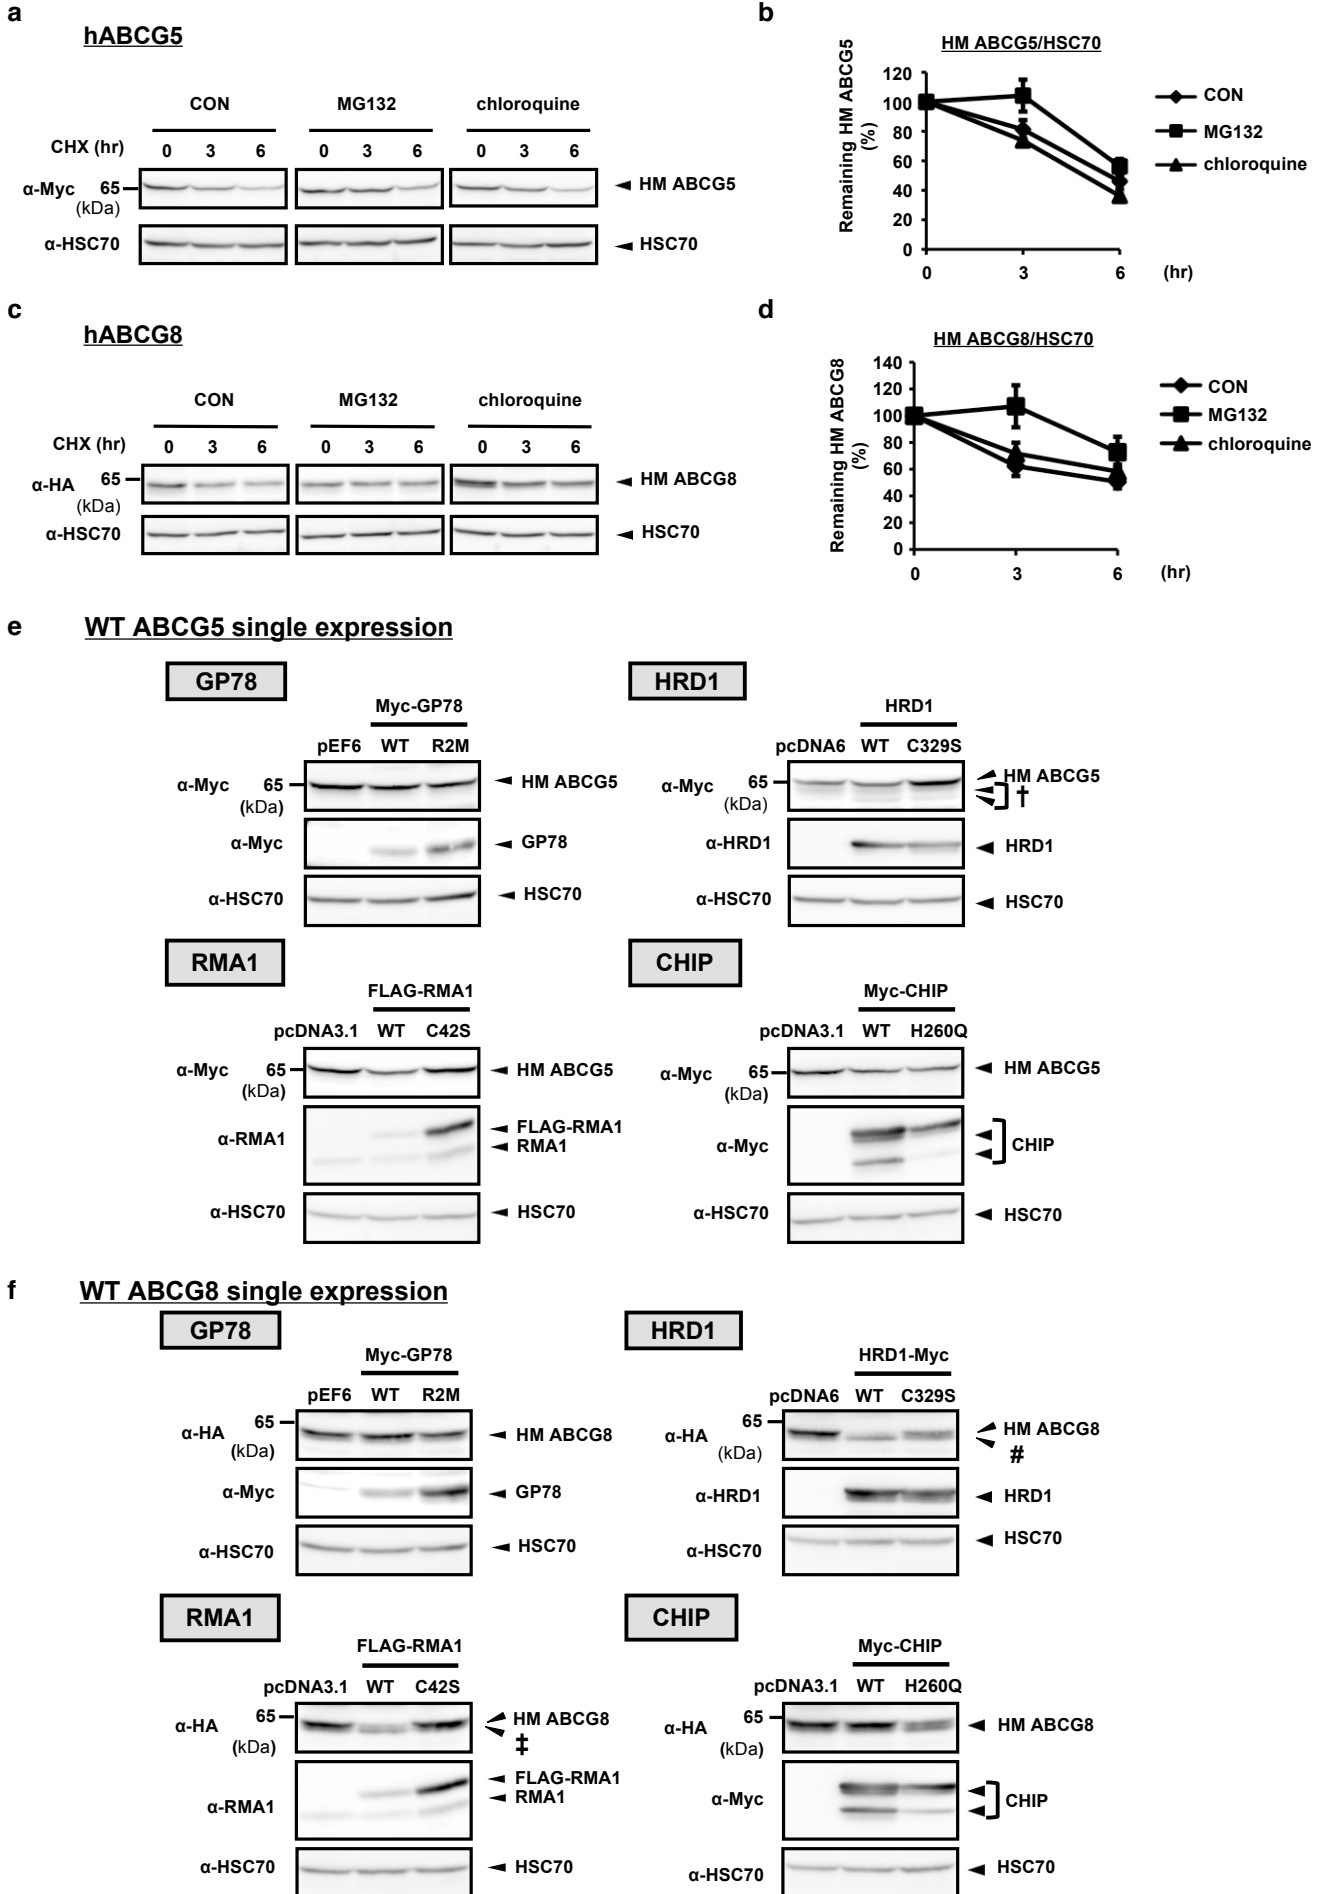 a
hABCG5
CON MG132 chloroquine
CHX (hr) 0 3 6 0 3 6 0 3 6
α-Myc 65
(kDa)
HM ABCG5
α-HSC70
HSC70
b
HM ABCG5/HSC70
Remaining HM ABCG5
(%)
120
100
80
60
40
20
0
0 3 6 (hr)
CON
MG132
chloroquine
c
hABCG8
CON MG132 chloroquine
CHX (hr) 0 3 6 0 3 6 0 3 6
α-HA 65
(kDa)
HM ABCG8
α-HSC70
HSC70
d
HM ABCG8/HSC70
Remaining HM ABCG8
(%)
140
120
100
80
60
40
20
0
0 3 6 (hr)
CON
MG132
chloroquine
e
WT ABCG5 single expression
GP78
Myc-GP78
pEF6 WT R2M
α-Myc 65
(kDa)
HM ABCG5
α-Myc
GP78
α-HSC70
HSC70
HRD1
HRD1
pcDNA6 WT C329S
α-Myc 65
(kDa)
HM ABCG5
†
α-HRD1
HRD1
α-HSC70
HSC70
RMA1
FLAG-RMA1
pcDNA3.1 WT C42S
α-Myc 65
(kDa)
HM ABCG5
α-RMA1
FLAG-RMA1
RMA1
α-HSC70
HSC70
CHIP
Myc-CHIP
pcDNA3.1 WT H260Q
α-Myc 65
(kDa)
HM ABCG5
α-Myc
CHIP
α-HSC70
HSC70
f
WT ABCG8 single expression
GP78
Myc-GP78
pEF6 WT R2M
65
α-HA
(kDa)
HM ABCG8
α-Myc
GP78
α-HSC70
HSC70
HRD1
HRD1-Myc
pcDNA6 WT C329S
65
α-HA
(kDa)
HM ABCG8
#
α-HRD1
HRD1
α-HSC70
HSC70
RMA1
FLAG-RMA1
pcDNA3.1 WT C42S
65
α-HA
(kDa)
HM ABCG8
‡
α-RMA1
FLAG-RMA1
RMA1
α-HSC70
HSC70
CHIP
Myc-CHIP
pcDNA3.1 WT H260Q
65
α-HA
(kDa)
HM ABCG8
α-Myc
CHIP
α-HSC70
HSC70